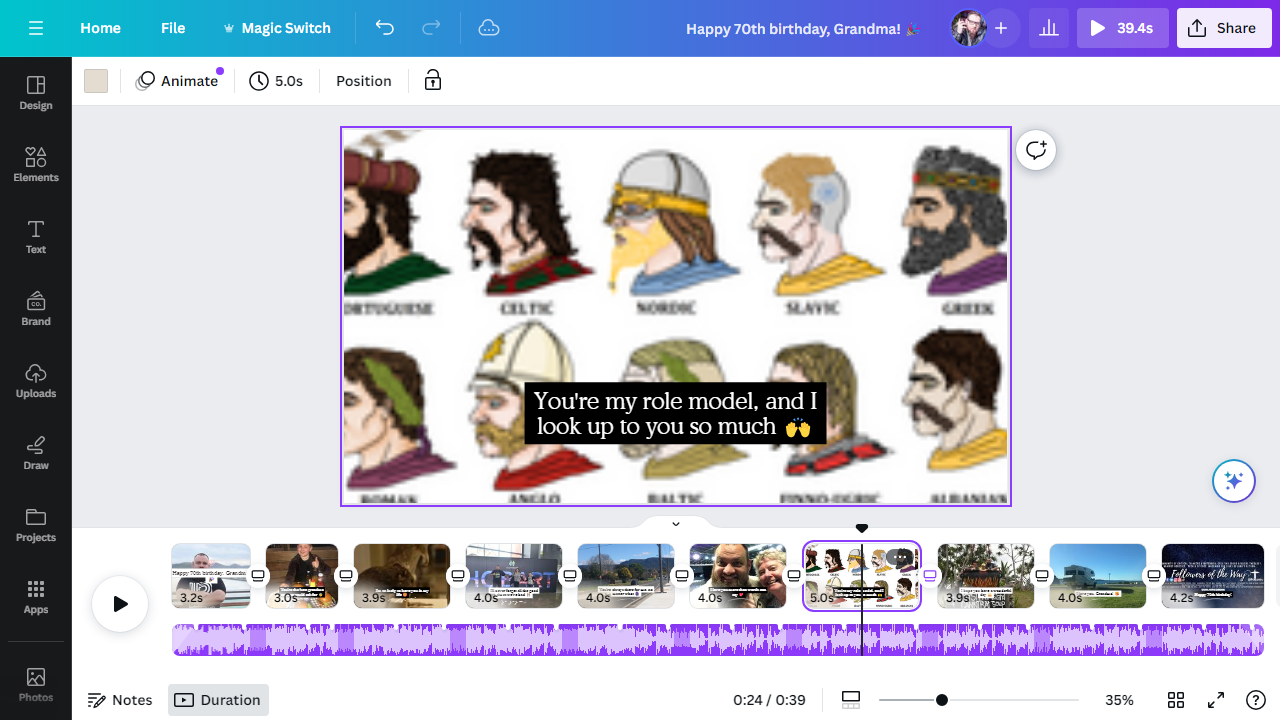 Home
File
Magic Switch
Happy 70th birthday, Grandma! 🎉
39.4s
Share
Animate
5.0s
Position
Design
Elements
Text
Brand
Uploads
Draw
Projects
Apps
Photos
CELTIC
NORDIC
SLAVIC
GREEK
ROMAN
ANGLO
BALTIC
FINNO-UGRIC
ALBANIAN
You're my role model, and I
look up to you so much 🙌
3.2s
3.0s
3.9s
4.0s
4.0s
4.0s
5.0s
3.9s
4.0s
4.2s
Followers of the Way
Happy 70th birthday!
Notes
Duration
0:24 / 0:39
35%